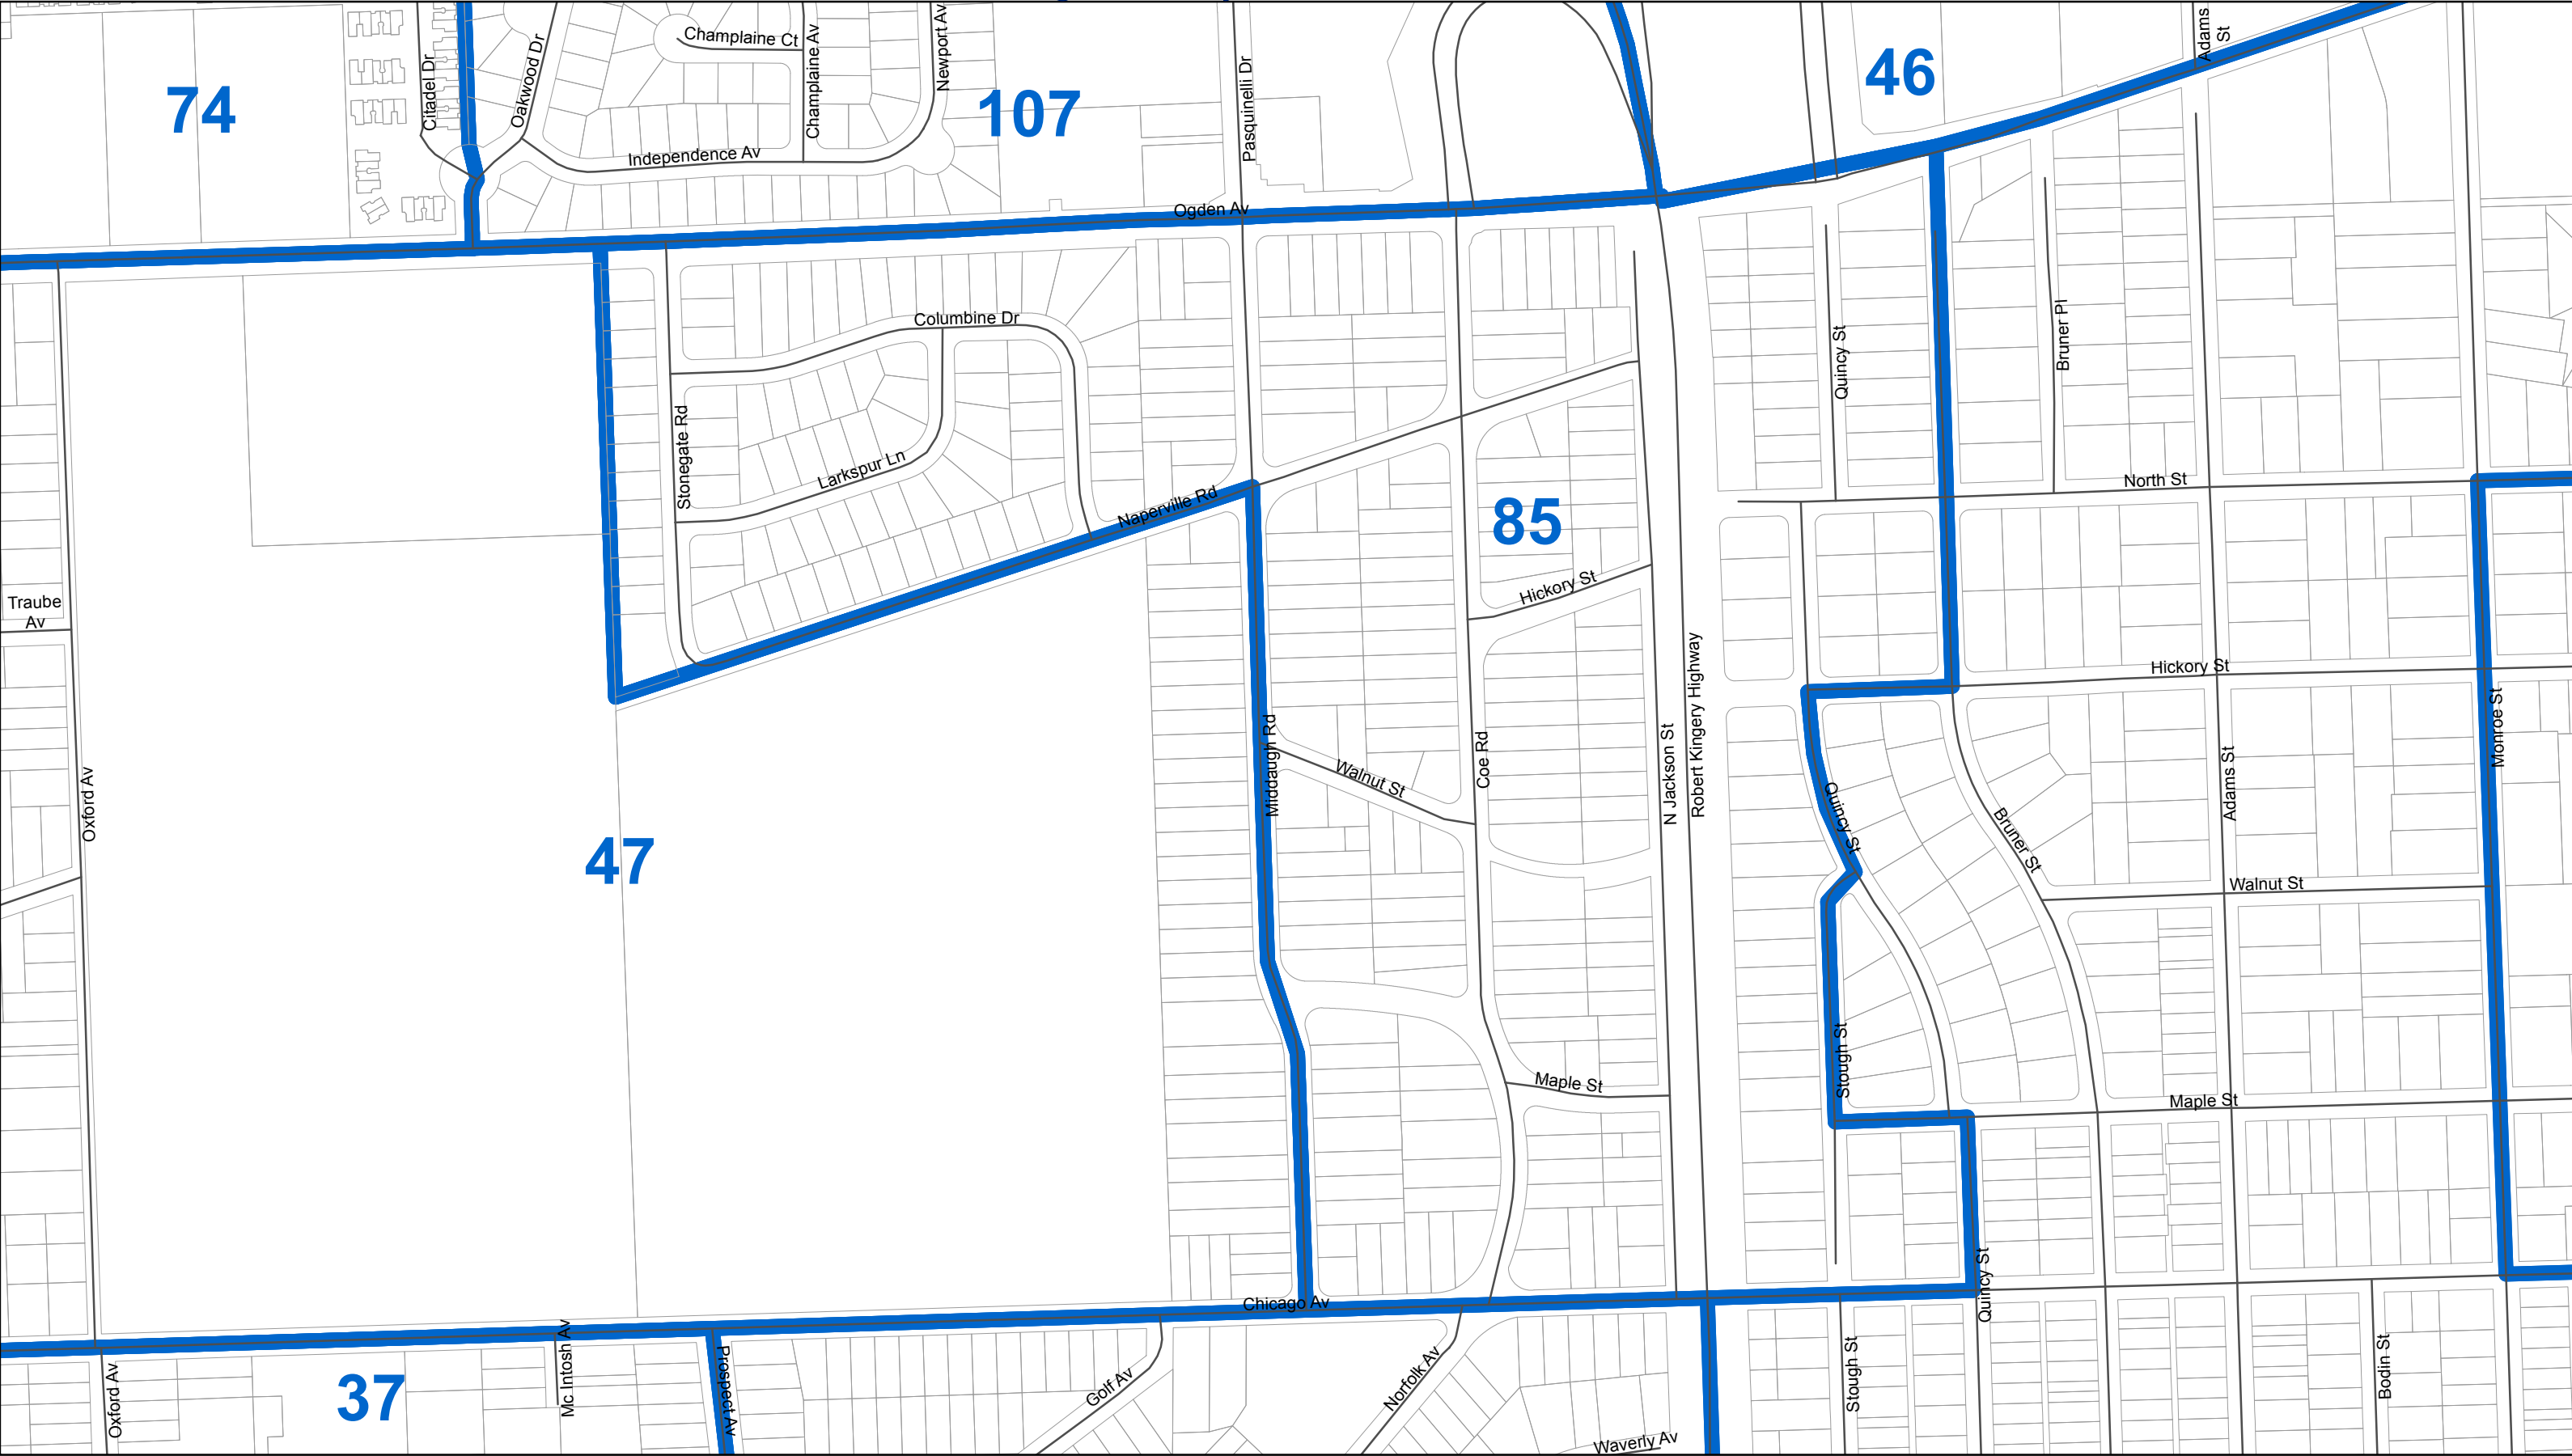 Citadel Dr
Oakwood Dr
Champlaine Ct
Champlaine Av
Newport Av
Pasquinelli Dr
Adams
St
74
107
46
Independence Av
Ogden Av
Columbine Dr
Quincy St
Bruner Pl
Stonegate Rd
Larkspur Ln
Naperville Rd
North St
85
Hickory St
Traube
Av
Hickory St
Oxford Av
Middaugh Rd
Walnut St
Coe Rd
N Jackson St
Robert Kingery Highway
Quincy St
Bruner St
Adams St
Monroe St
47
Walnut St
Stough St
Maple St
Maple St
Chicago Av
Quincy St
Oxford Av
37
Mc Intosh Av
Prospect Av
Golf Av
Norfolk Av
Waverly Av
Stough St
Bodin St